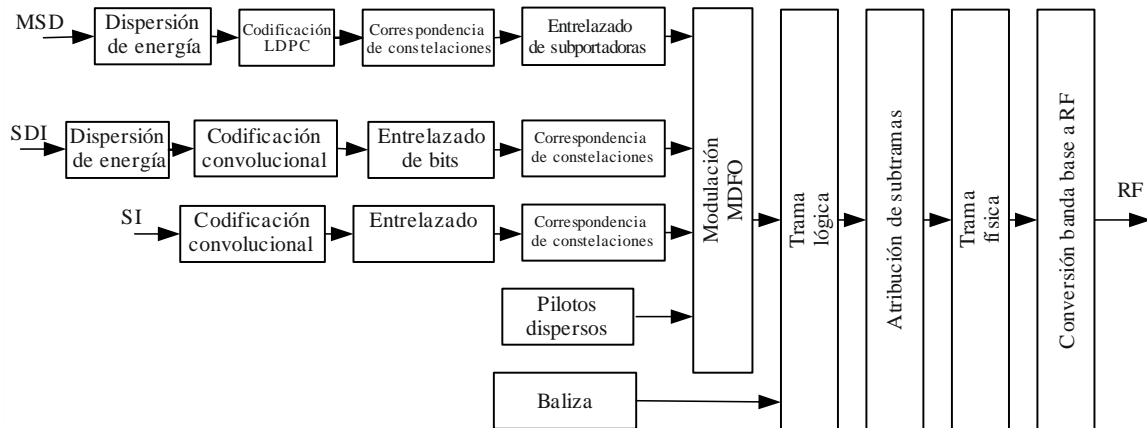 MSD
Dispersión
de energía
Codificación
LDPC
Correspondencia
de constelaciones
Entrelazado
de subportadoras
SDI
Dispersión
de energía
Codificación
convolucional
Entrelazado
de bits
Correspondencia
de constelaciones
SI
Codificación
convolucional
Entrelazado
Correspondencia
de constelaciones
Pilotos
dispersos
Baliza
Modulación
MDFO
Trama
lógica
Atribución de subtramas
Trama
física
Conversión banda base a RF
RF